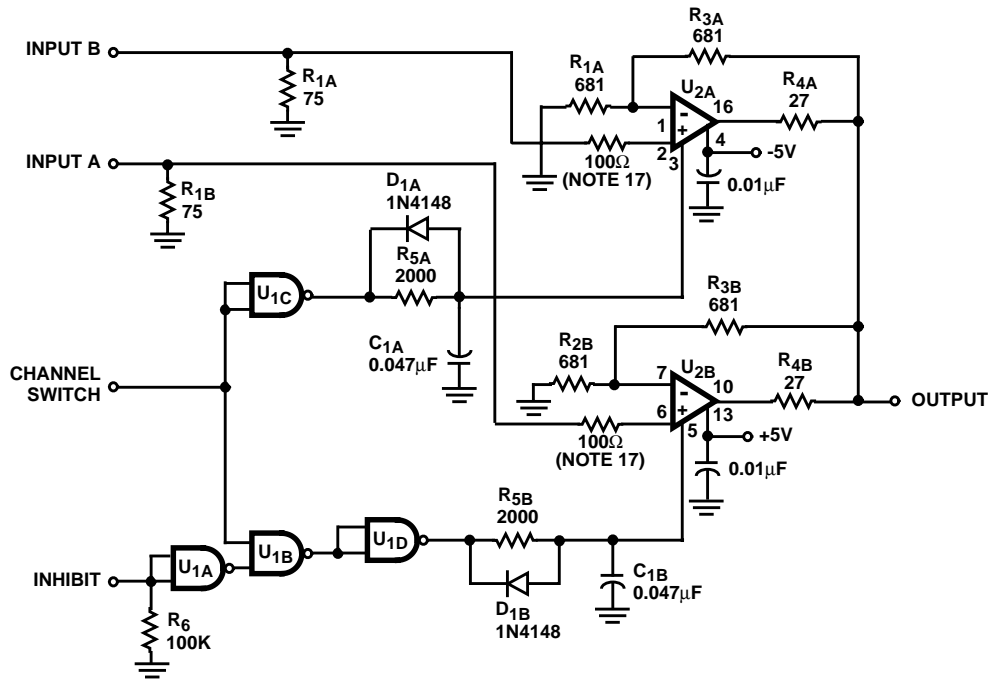 INPUT B
R1A
75
INPUT A
R1B
75
R3A
681
R1A
681
U2A
R4A
27
-
+
1
2
3
16
4
100Ω
(NOTE 17)
-5V
0.01µF
D1A
1N4148
R5A
2000
U1C
C1A
0.047µF
CHANNEL
SWITCH
R3B
681
R2B
681
U2B
R4B
27
-
+
7
6
5
10
13
100Ω
(NOTE 17)
+5V
0.01µF
OUTPUT
R5B
2000
D1B
1N4148
C1B
0.047µF
U1D
U1B
U1A
INHIBIT
R6
100K